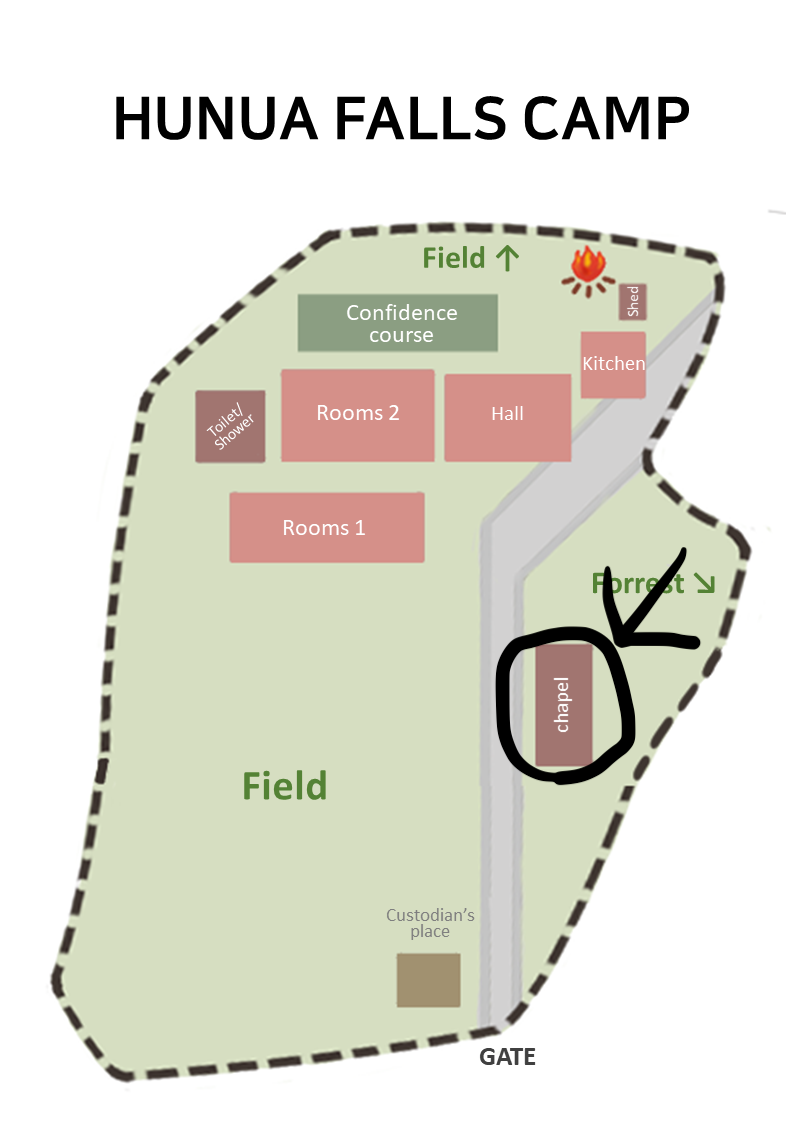 HUNUA FALLS CAMP
Field ↑
Shed
Confidence
course
Kitchen
Toilet/
Shower
Rooms 2
Hall
Rooms 1
Forrest ↘
chapel
Field
Custodian’s
place
GATE